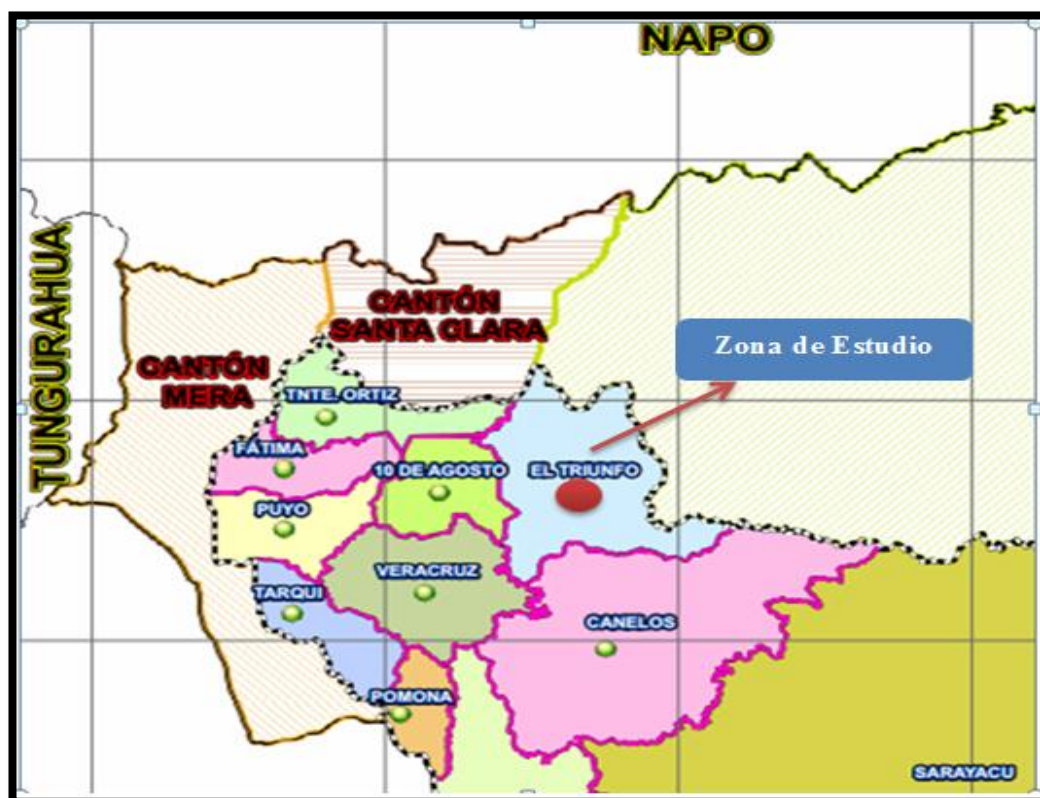 NAPO
TUNGURAHUA
CANTÓN
SANTA CLARA
Zona de Estudio
CANTÓN
MERA
TNTE. ORTIZ
FÁTIMA
10 DE AGOSTO
EL TRIUNFO
PUYO
VERACRUZ
TARQUI
CANELOS
POMONA
SARAYACU